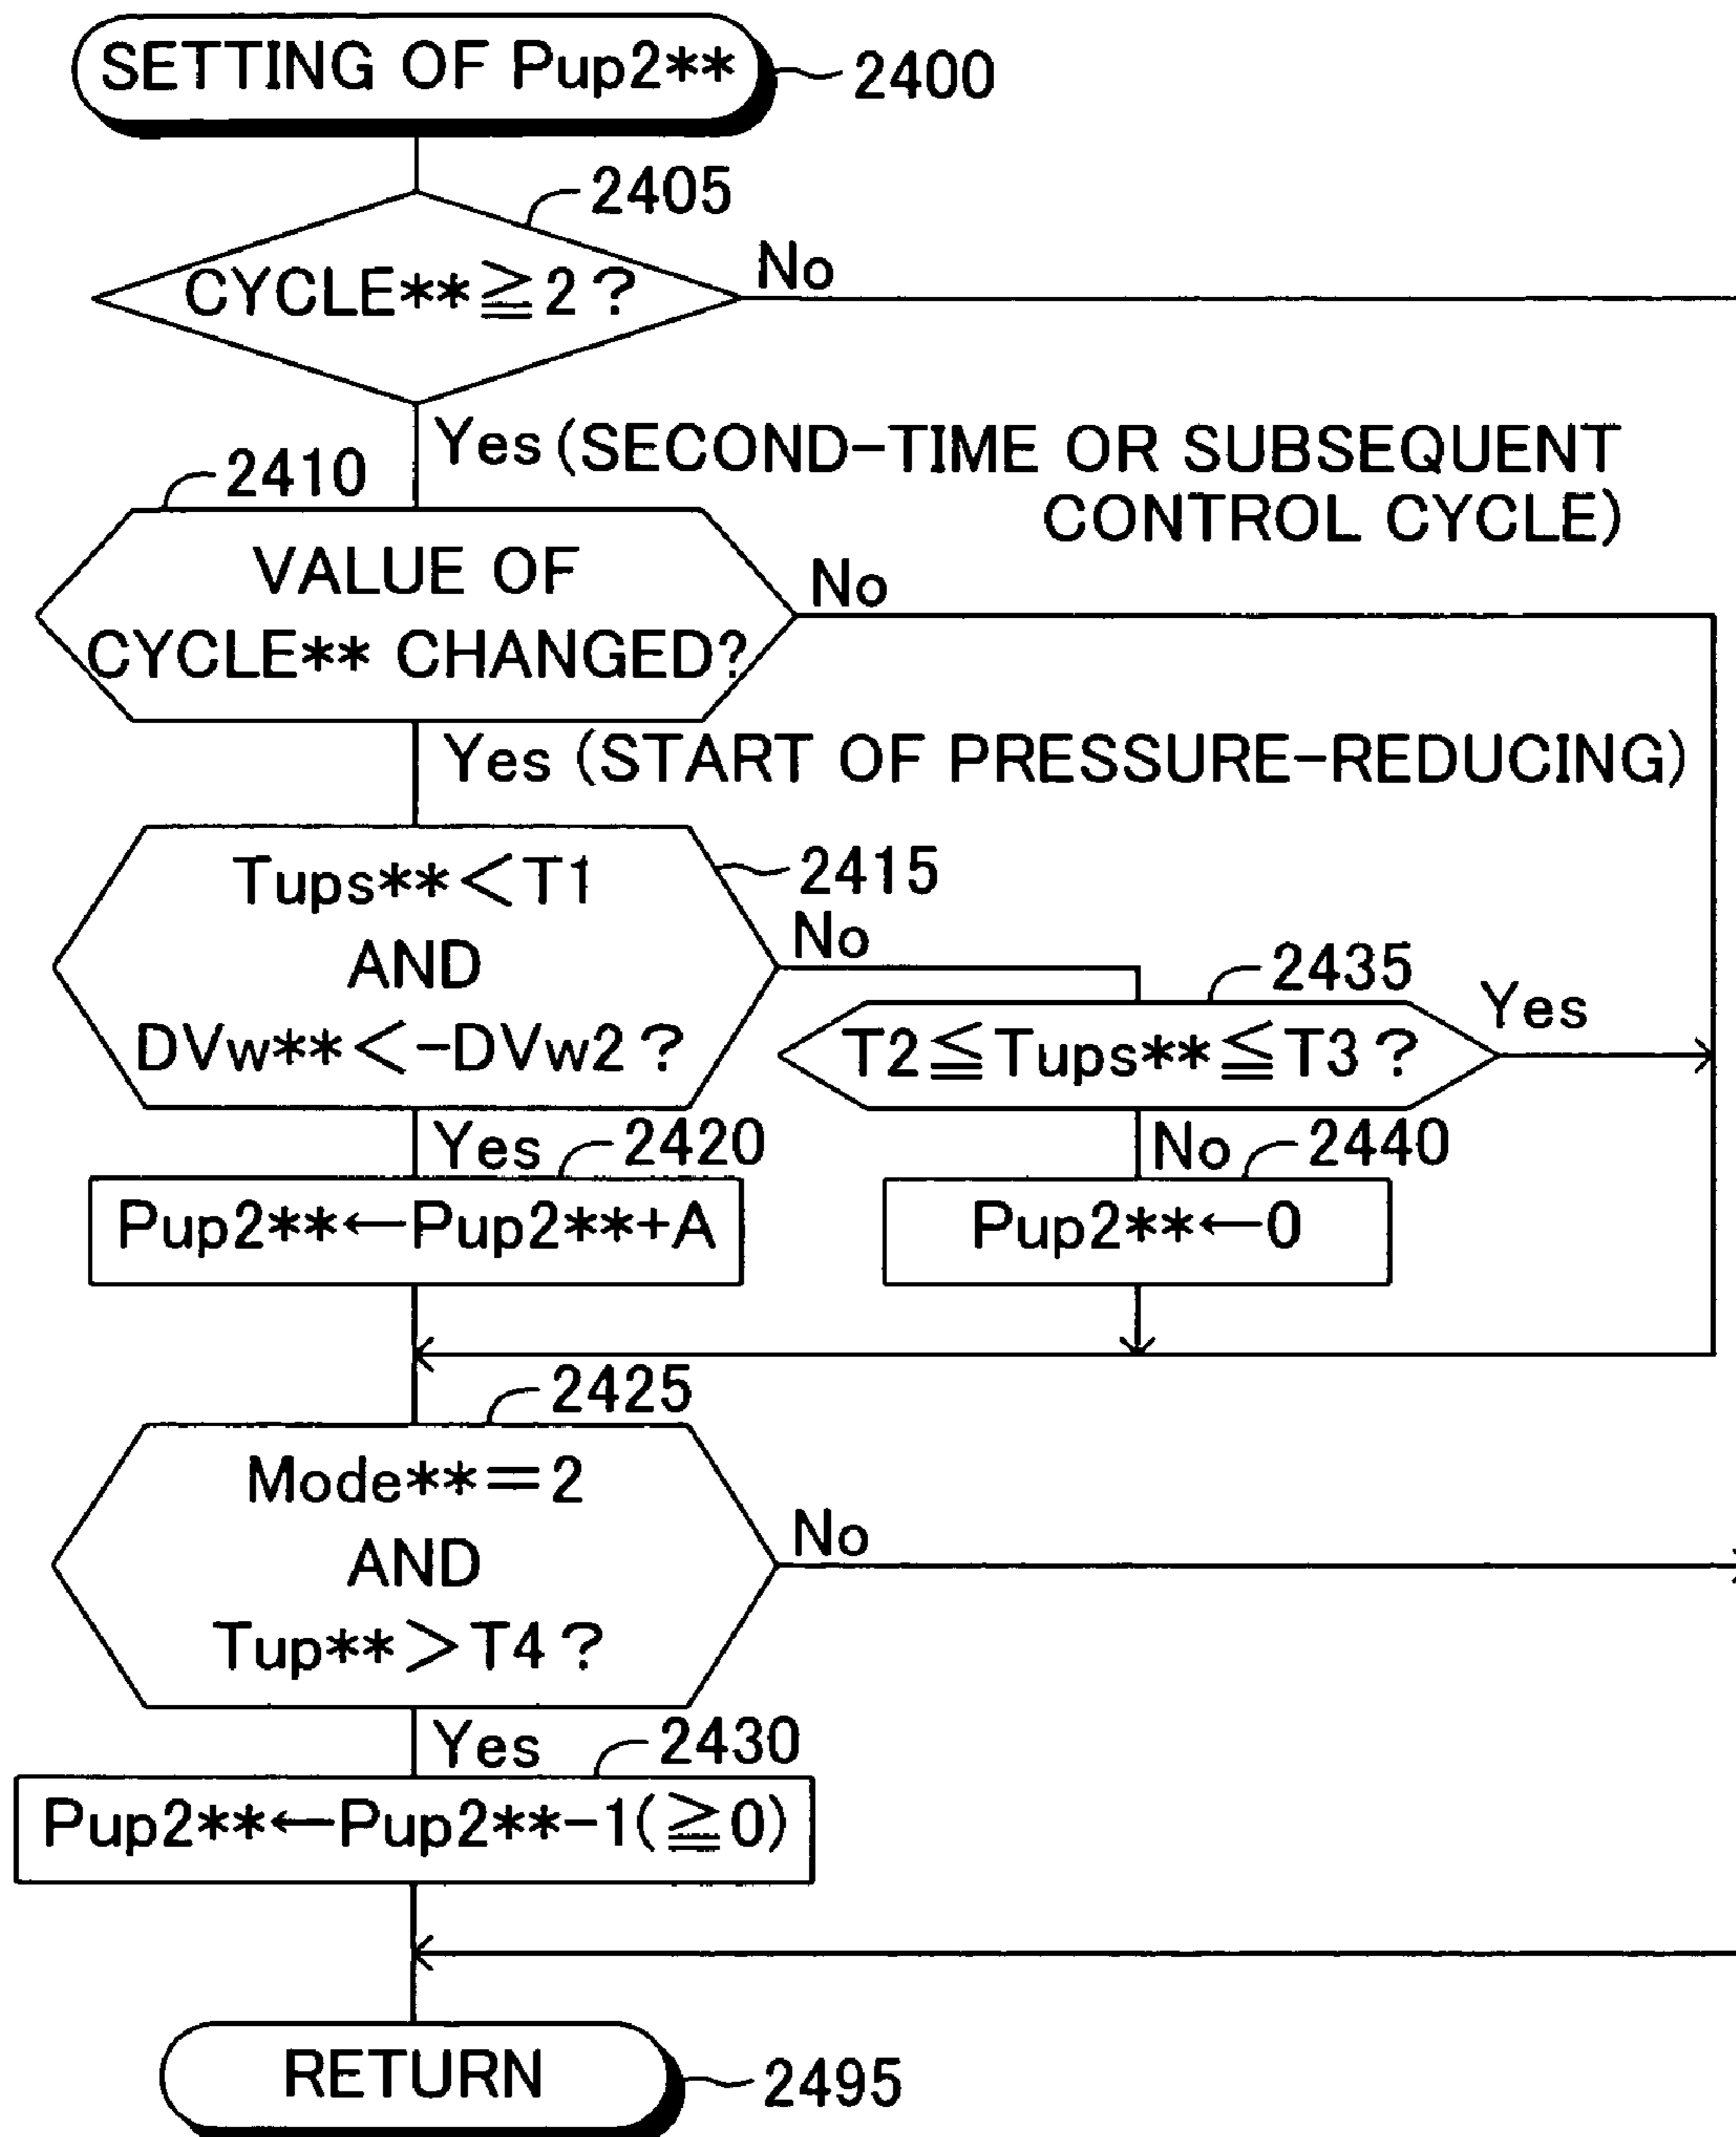 SETTING OF Pup2**
2400
2405
CYCLE**≧2?
No
Yes (SECOND-TIME OR SUBSEQUENT
CONTROL CYCLE)
2410
VALUE OF
CYCLE** CHANGED?
No
Yes (START OF PRESSURE-REDUCING)
Tups**<T1
AND
DVw**<-DVw2?
2415
No
2435
T2≦Tups**≦T3?
Yes
Yes
2420
No
2440
Pup2**←Pup2**+A
Pup2**←0
2425
Mode**=2
AND
Tup**>T4?
No
Yes
2430
Pup2**←Pup2**-1(≧0)
RETURN
2495